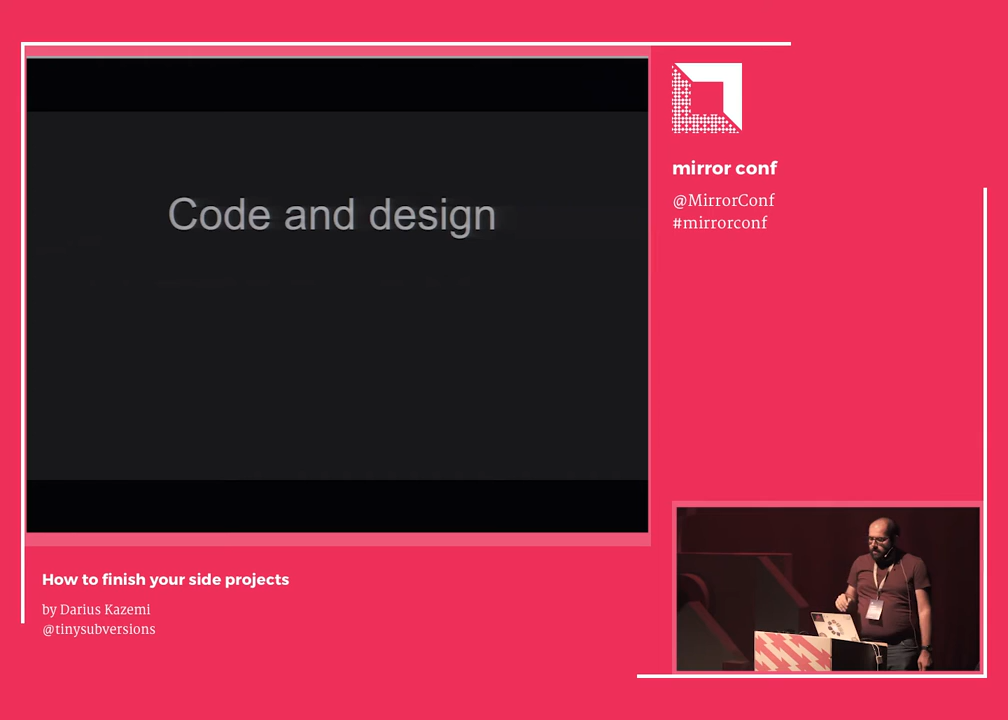 Code and design
mirror conf
@MirrorConf
#mirrorconf
How to finish your side projects
by Darius Kazemi
@tinysubversions